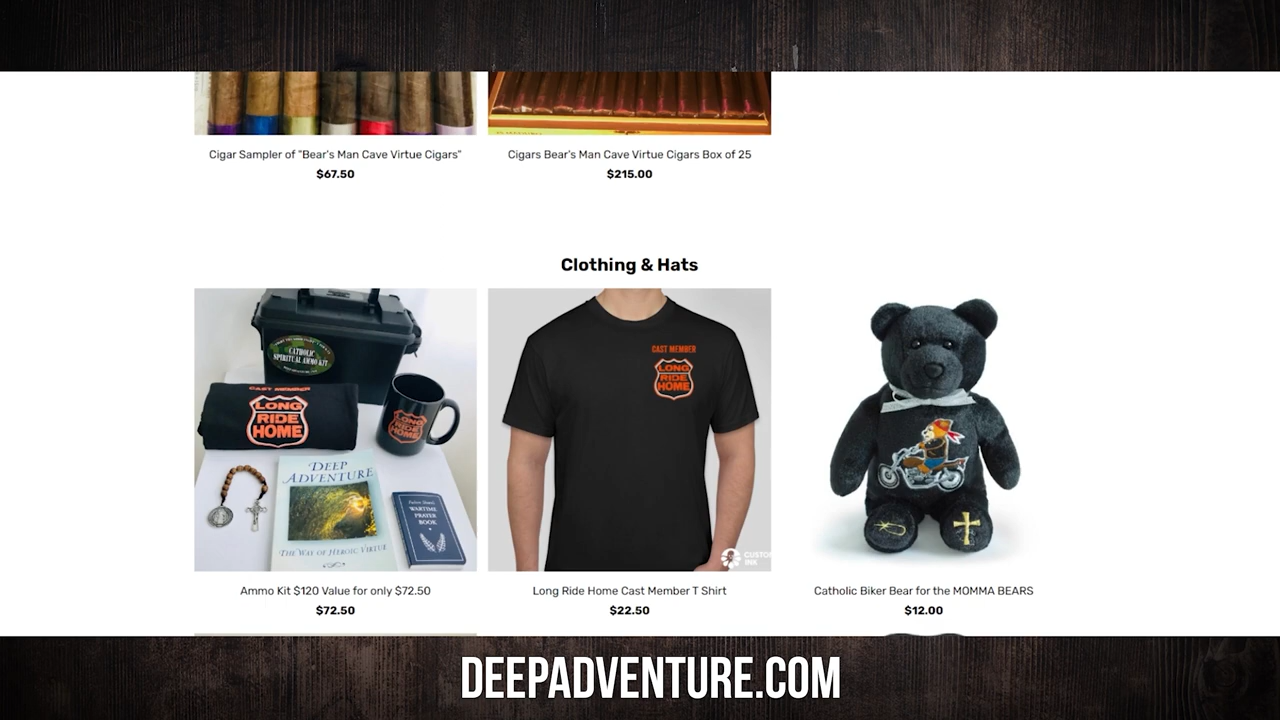 Cigar Sampler of "Bear's Man Cave Virtue Cigars"
$67.50
Cigars Bear's Man Cave Virtue Cigars Box of 25
$215.00
Clothing & Hats
CATHOLIC
SPIRITUAL AMMO KIT
CAST MEMBER
LONG
RIDE
HOME
LONG
RIDE
HOME
DEEP
ADVENTURE
THE WAY OF HEROIC VIRTUE
WARTIME
PRAYER
BOOK
CAST MEMBER
LONG
RIDE
HOME
CUSTOM
INK
Ammo Kit $120 Value for only $72.50
$72.50
Long Ride Home Cast Member T Shirt
$22.50
Catholic Biker Bear for the MOMMA BEARS
$12.00
DEEPADVENTURE.COM